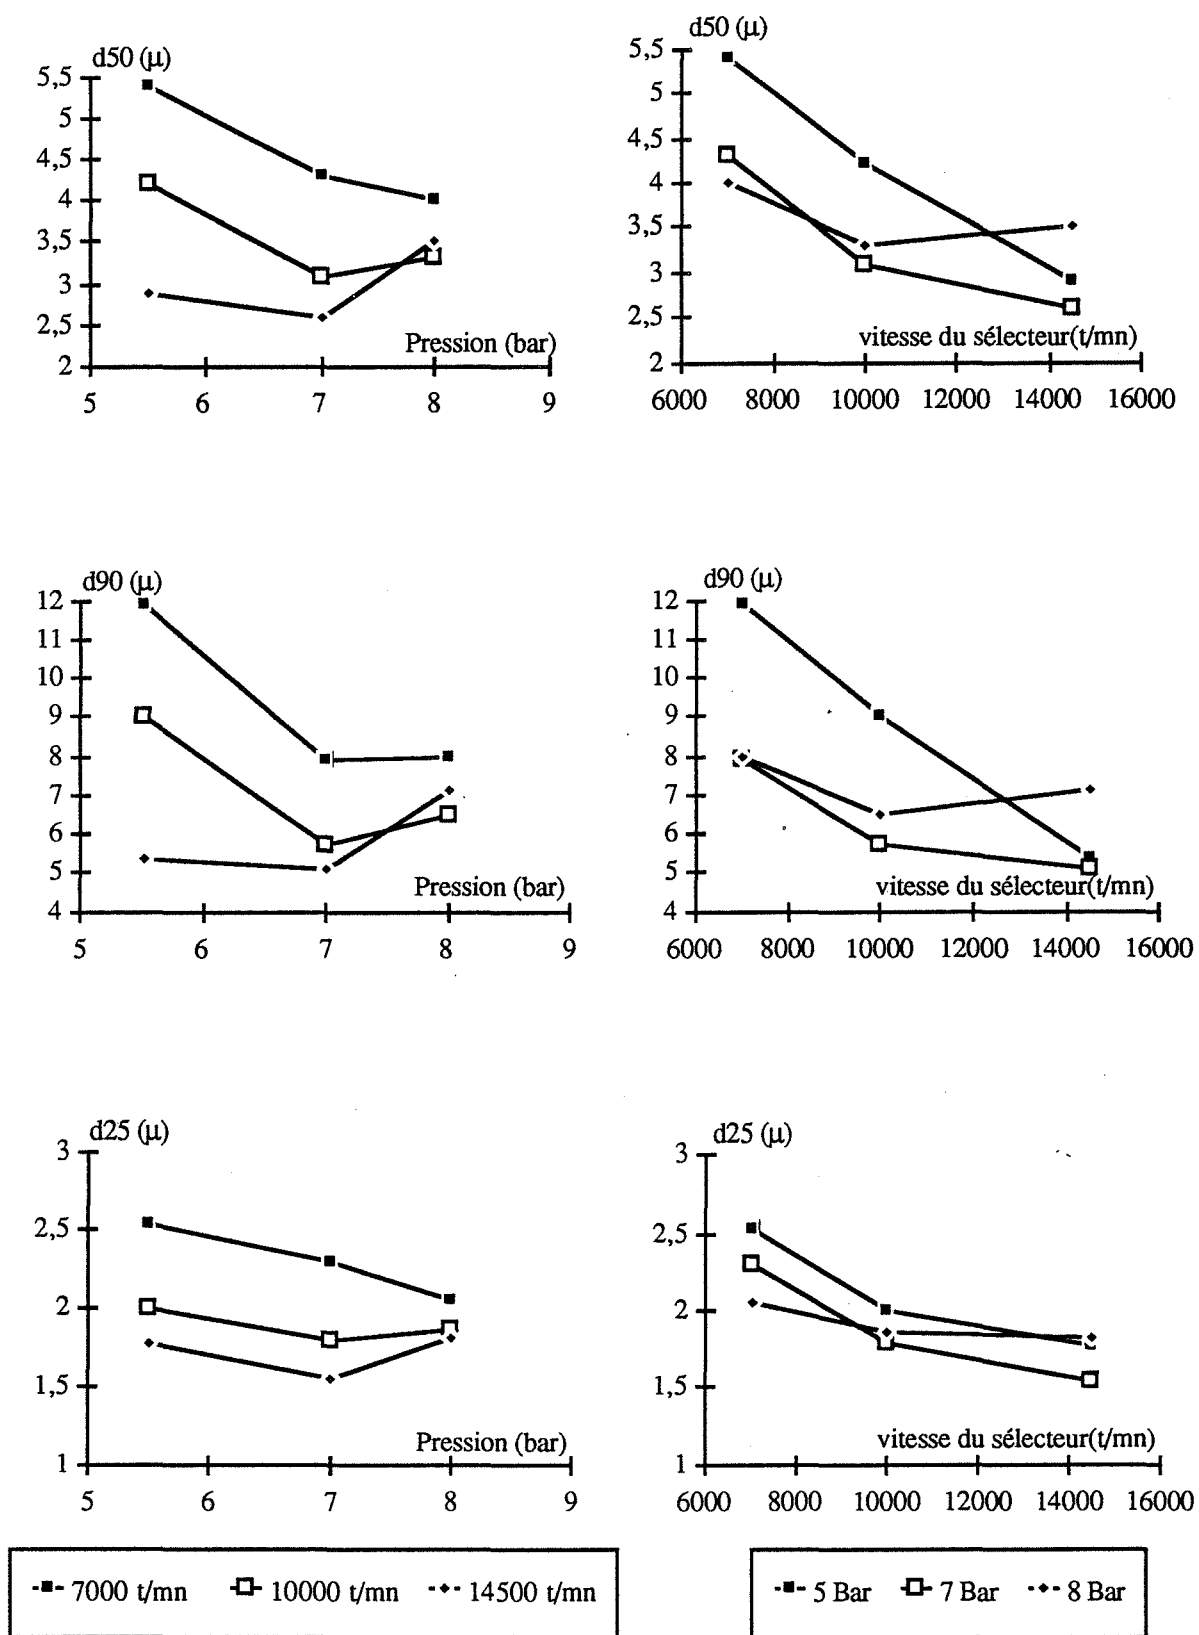 d50 (µ)
5,5
5
4,5
4
3,5
3
2,5
2
Pression (bar)
5 6 7 8 9
d50 (µ)
5,5
5
4,5
4
3,5
3
2,5
2
vitesse du sélecteur(t/mn)
6000 8000 10000 12000 14000 16000
d90 (µ)
12
11
10
9
8
7
6
5
4
Pression (bar)
5 6 7 8 9
d90 (µ)
12
11
10
9
8
7
6
5
4
vitesse du sélecteur(t/mn)
6000 8000 10000 12000 14000 16000
d25 (µ)
3
2,5
2
1,5
1
Pression (bar)
5 6 7 8 9
d25 (µ)
3
2,5
2
1,5
1
vitesse du sélecteur(t/mn)
6000 8000 10000 12000 14000 16000
7000 t/mn 10000 t/mn 14500 t/mn
5 Bar 7 Bar 8 Bar